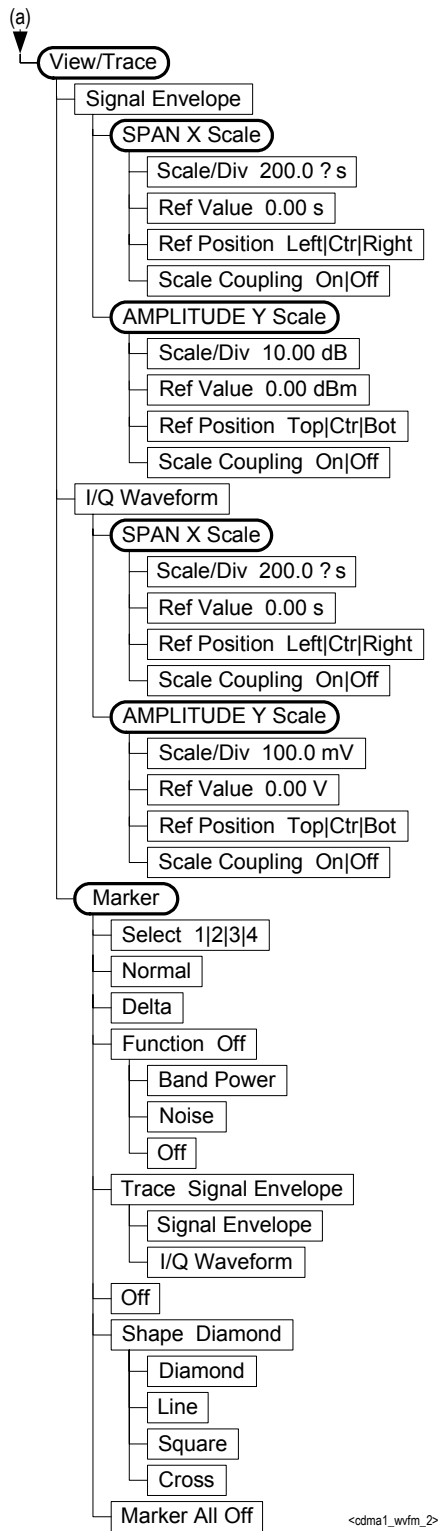 (a)
View/Trace
Signal Envelope
SPAN X Scale
Scale/Div 200.0 ? s
Ref Value 0.00 s
Ref Position Left|Ctr|Right
Scale Coupling On|Off
AMPLITUDE Y Scale
Scale/Div 10.00 dB
Ref Value 0.00 dBm
Ref Position Top|Ctr|Bot
Scale Coupling On|Off
I/Q Waveform
SPAN X Scale
Scale/Div 200.0 ? s
Ref Value 0.00 s
Ref Position Left|Ctr|Right
Scale Coupling On|Off
AMPLITUDE Y Scale
Scale/Div 100.0 mV
Ref Value 0.00 V
Ref Position Top|Ctr|Bot
Scale Coupling On|Off
Marker
Select 1|2|3|4
Normal
Delta
Function Off
Band Power
Noise
Off
Trace Signal Envelope
Signal Envelope
I/Q Waveform
Off
Shape Diamond
Diamond
Line
Square
Cross
Marker All Off
<cdma1_wvfm_2>